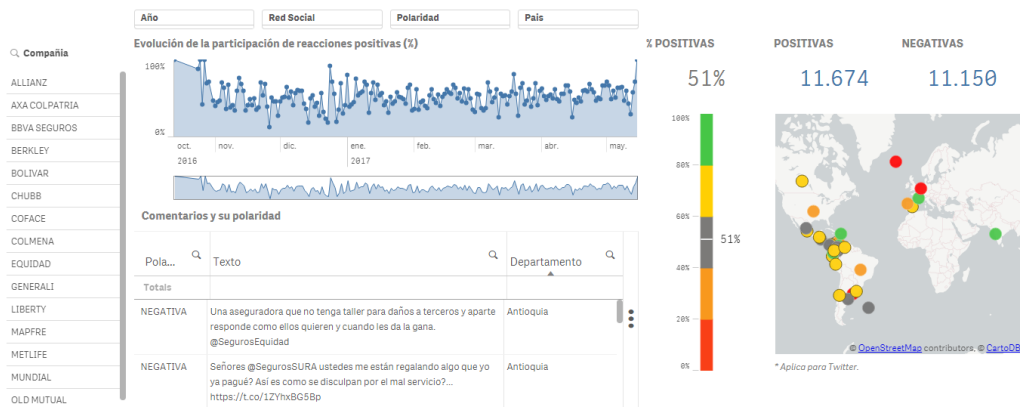 Año
Red Social
Polaridad
Pais
Compañia
ALLIANZ
AXA COLPATRIA
BBVA SEGUROS
BERKLEY
BOLIVAR
CHUBB
COFACE
COLMENA
EQUIDAD
GENERALI
LIBERTY
MAPFRE
METLIFE
MUNDIAL
OLD MUTUAL
Evolución de la participación de reacciones positivas (%)
100%
0%
oct. nov. dic. ene. feb. mar. abr. may.
2016 2017
Comentarios y su polaridad
Pola... Texto Departamento
Totals
NEGATIVA Una aseguradora que no tenga taller para daños a terceros y aparte Antioquia
responde como ellos quieren y cuando les da la gana.
@SegurosEquidad
NEGATIVA Señores @SegurosSURA ustedes me están regalando algo que yo Antioquia
ya pagué? Así es como se disculpan por el mal servicio?...
https://t.co/1ZYhxBG5Bp
% POSITIVAS POSITIVAS NEGATIVAS
51% 11.674 11.150
100%
80%
60%
51%
40%
20%
0%
© OpenStreetMap contributors, © CartoDB
* Aplica para Twitter.